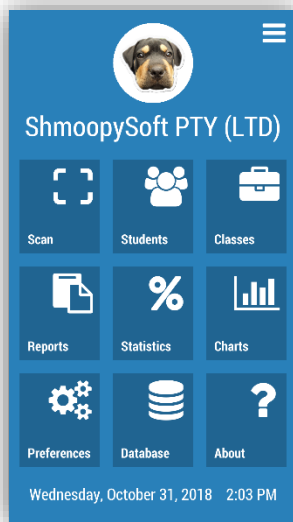 ShmoopySoft PTY (LTD)
Scan Students Classes
Reports Statistics Charts
Preferences Database About
Wednesday, October 31, 2018 2:03 PM